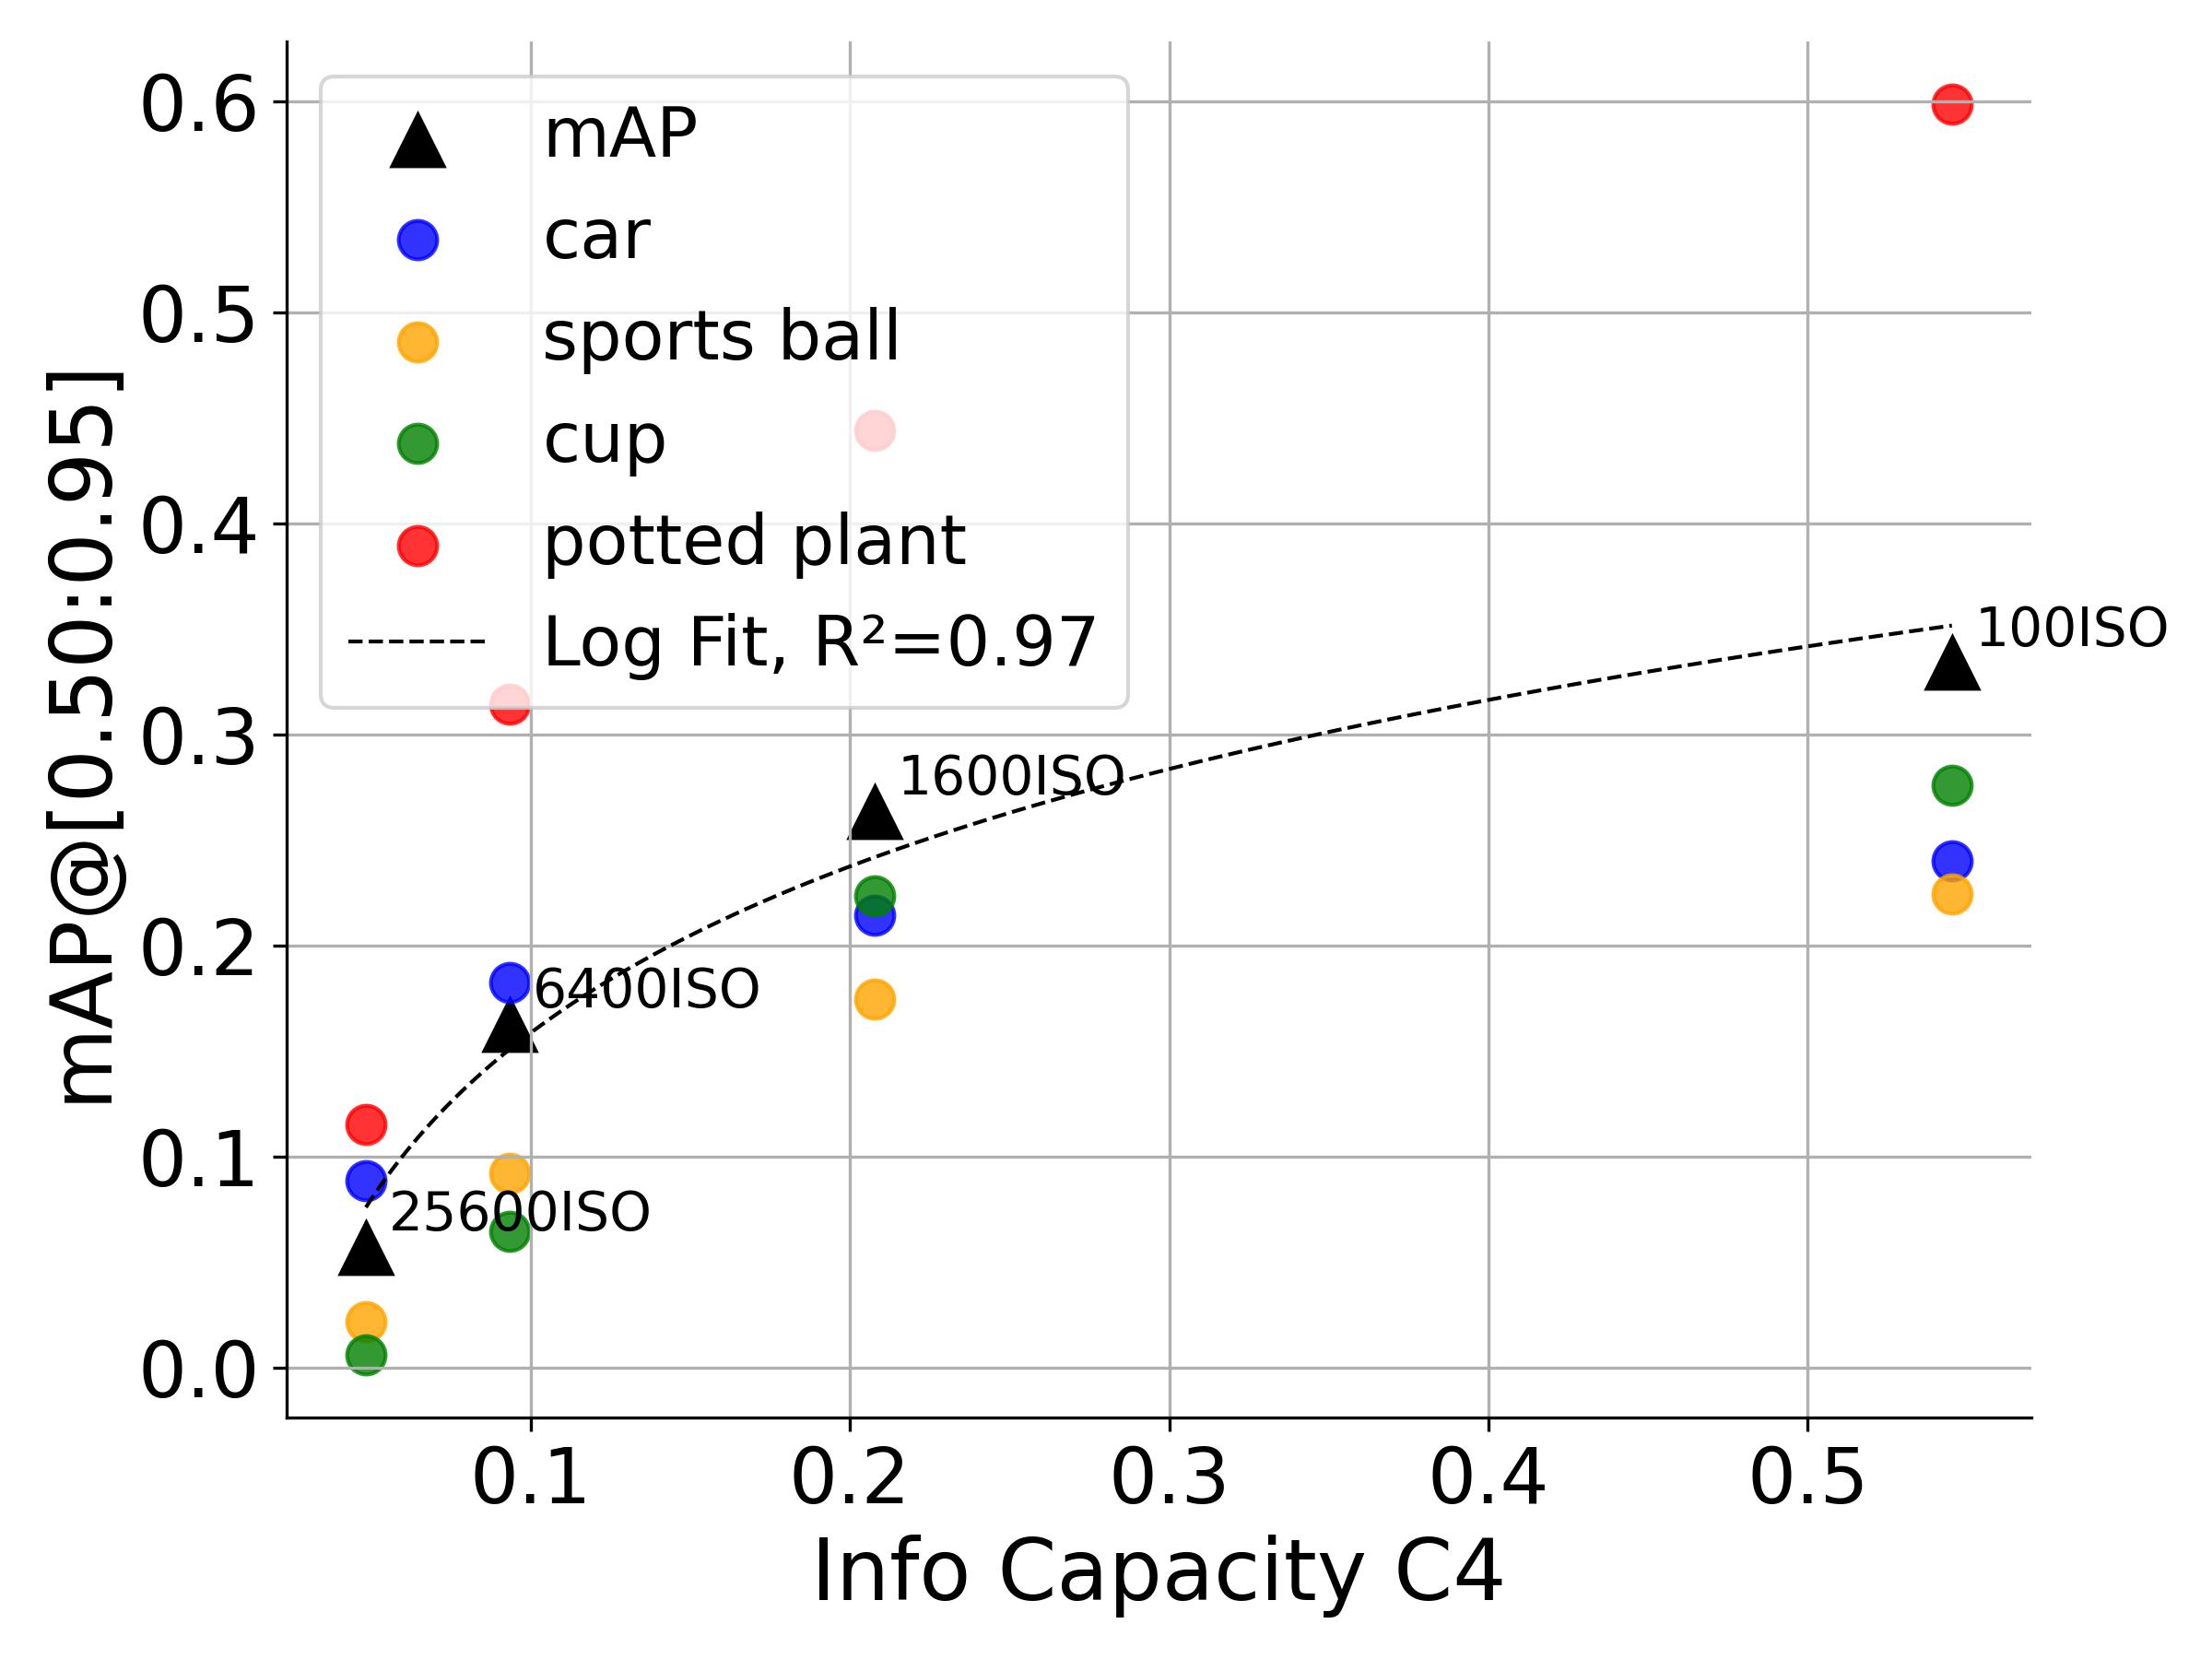 mAP@[0.50:0.95]
0.6
0.5
0.4
0.3
0.2
0.1
0.0
mAP
car
sports ball
cup
potted plant
Log Fit, R²=0.97
100ISO
1600ISO
6400ISO
25600ISO
0.1
0.2
0.3
0.4
0.5
Info Capacity C4